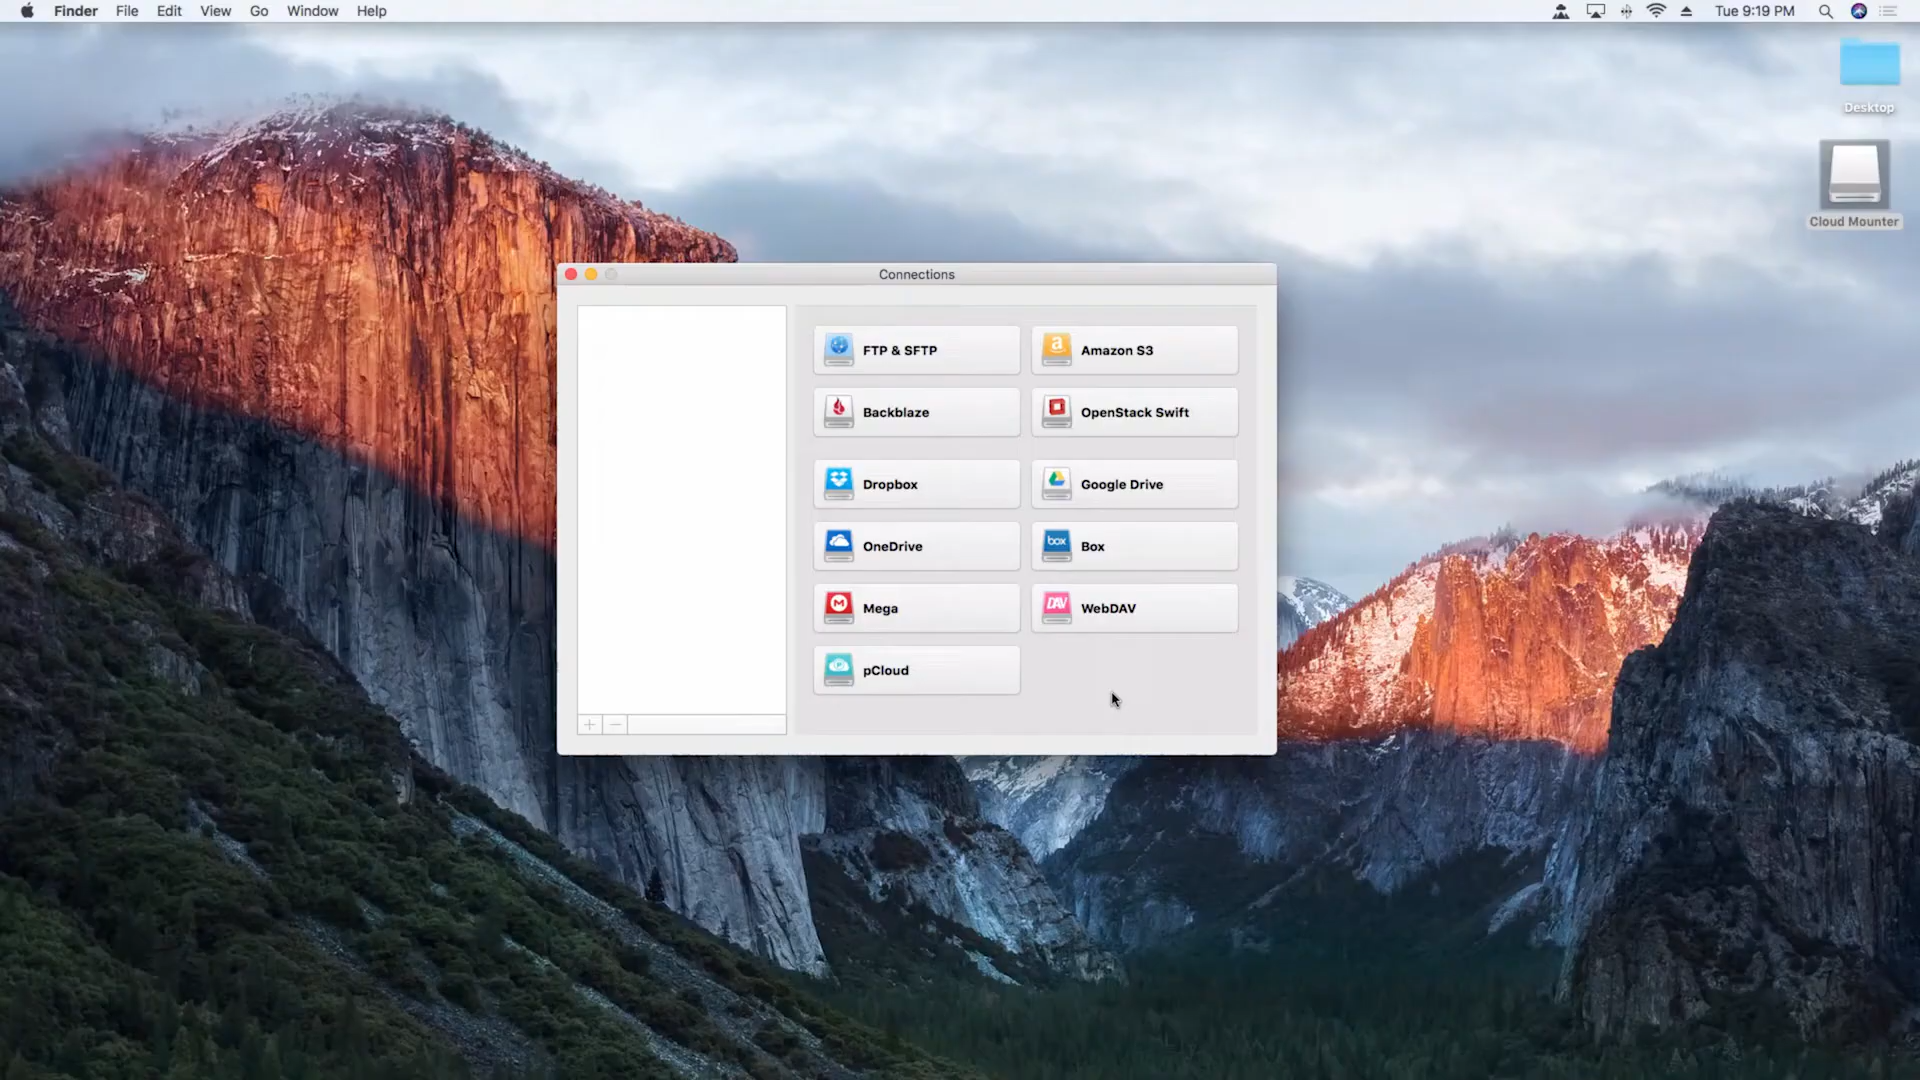 Finder File Edit View Go Window Help Tue 9:19 PM
Desktop
Cloud Mounter
Connections
FTP & SFTP
a Amazon S3
Backblaze
OpenStack Swift
Dropbox
Google Drive
OneDrive
box Box
M Mega
DAV WebDAV
P pCloud